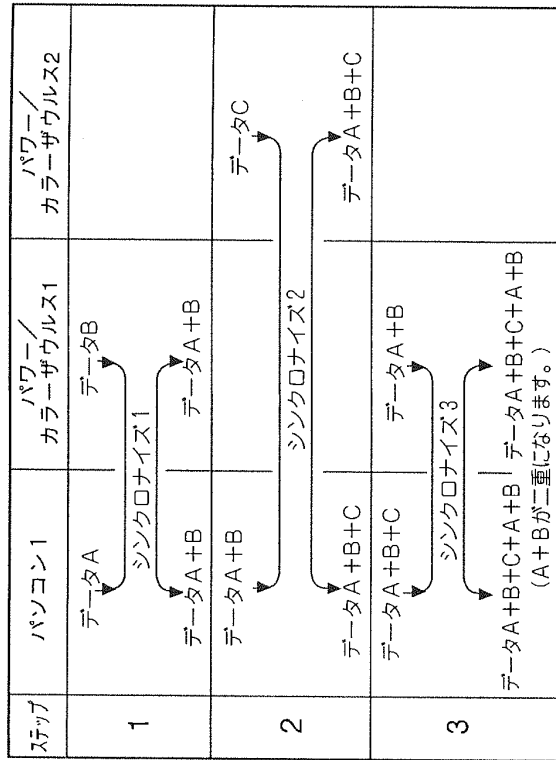 ステップ
パソコン1
パワー/
カラーザウルス1
パワー/
カラーザウルス2
1
データA
データB
シンクロナイズ1
データA+B
データA+B
2
データA+B
データC
シンクロナイズ2
データA+B+C
データA+B+C
3
データA+B+C
データA+B
シンクロナイズ3
データA+B+C+A+B
データA+B+C+A+B
(A+Bが二重になります。)